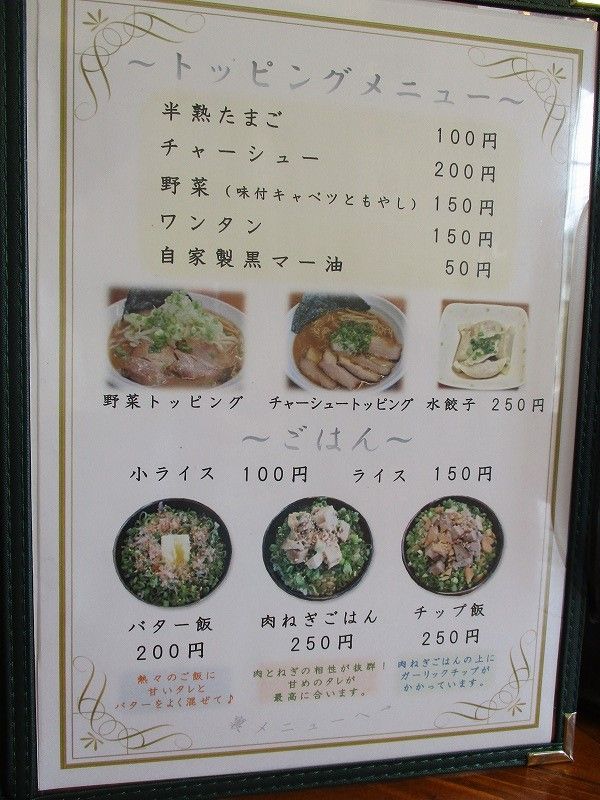 ～トッピングメニュー～
半熟たまご 100円
チャーシュー 200円
野菜（味付キャベツともやし） 150円
ワンタン 150円
自家製黒マー油 50円
野菜トッピング チャーシュートッピング 水餃子 250円
～ごはん～
小ライス 100円 ライス 150円
バター飯 肉ねぎごはん チップ飯
200円 250円 250円
熱々のご飯に
甘いタレと
バターをよく混ぜて♪
肉とねぎの相性が抜群！
甘めのタレが
最高に合います。
肉ねぎごはんの上に
ガーリックチップが
かかっています。
裏メニューへ